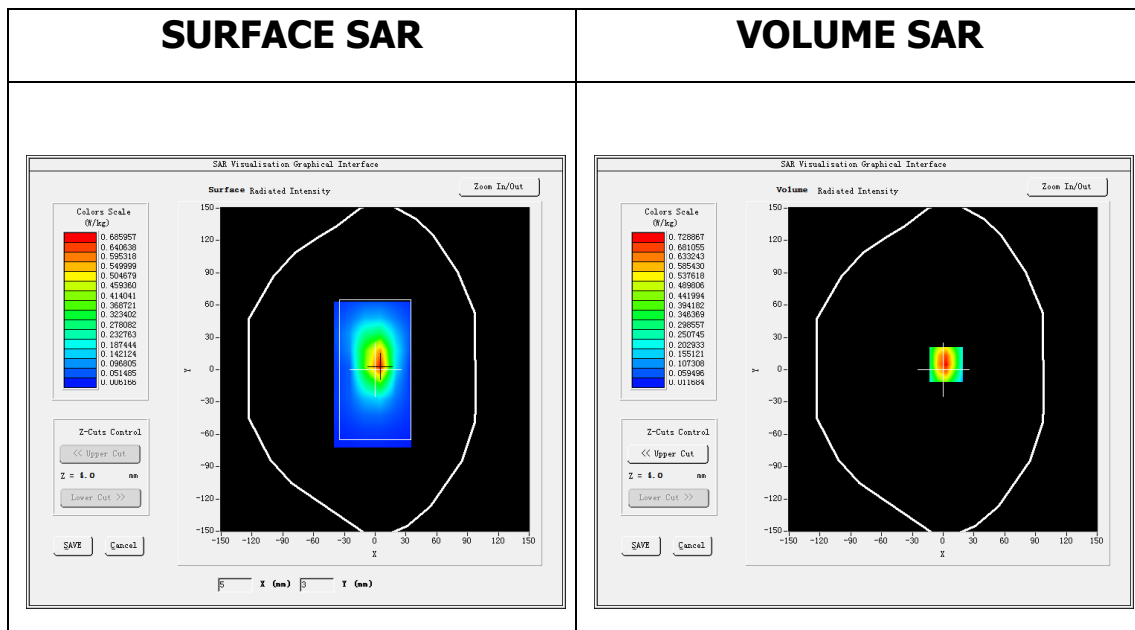 SURFACE SAR
VOLUME SAR
SAR Visualisation Graphical Interface
Surface Radiated Intensity
Zoom In/Out
Colors Scale
(W/kg)
0.685957
0.640638
0.595318
0.549999
0.504679
0.459360
0.414041
0.368721
0.323402
0.278082
0.232763
0.187444
0.142124
0.096805
0.051485
0.006166
Z-Cuts Control
<< Upper Cut
Z = 4.0 mm
Lower Cut >>
SAVE Cancel
150
120
90
60
30
0
-30
-60
-90
-120
-150
Y
-150 -120 -90 -60 -30 0 30 60 90 120 150
X
5 X (mm) 3 Y (mm)
SAR Visualisation Graphical Interface
Volume Radiated Intensity
Zoom In/Out
Colors Scale
(W/kg)
0.728867
0.681055
0.633243
0.585430
0.537618
0.489806
0.441994
0.394182
0.346369
0.298557
0.250745
0.202933
0.155121
0.107308
0.059496
0.011684
Z-Cuts Control
<< Upper Cut
Z = 4.0 mm
Lower Cut >>
SAVE Cancel
150
120
90
60
30
0
-30
-60
-90
-120
-150
Y
-150 -120 -90 -60 -30 0 30 60 90 120 150
X